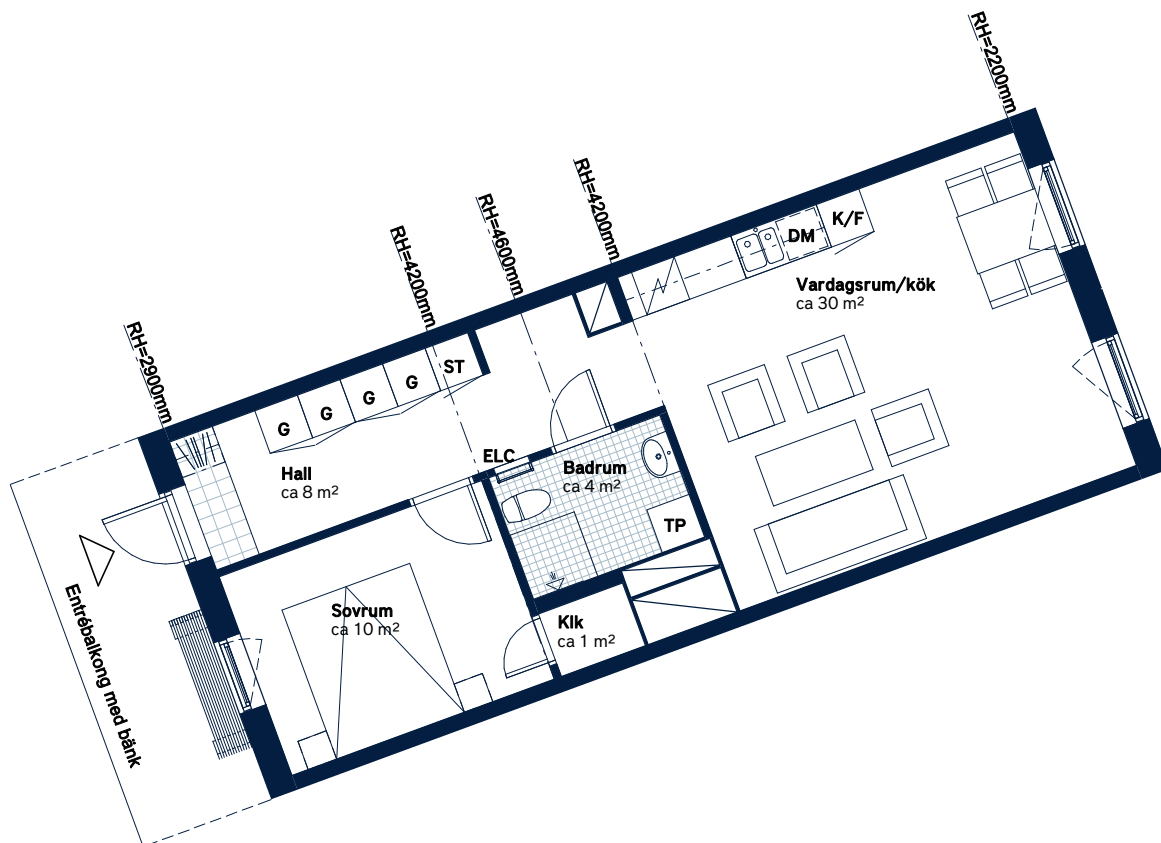 RH=2200mm
RH=4200mm
RH=4600mm
RH=4200mm
RH=2900mm
K/F
DM
Vardagsrum/kök
ca 30 m²
ST
G
G
G
G
ELC
Hall
ca 8 m²
Badrum
ca 4 m²
TP
Sovrum
ca 10 m²
Klk
ca 1 m²
Entrébalkong med bänk